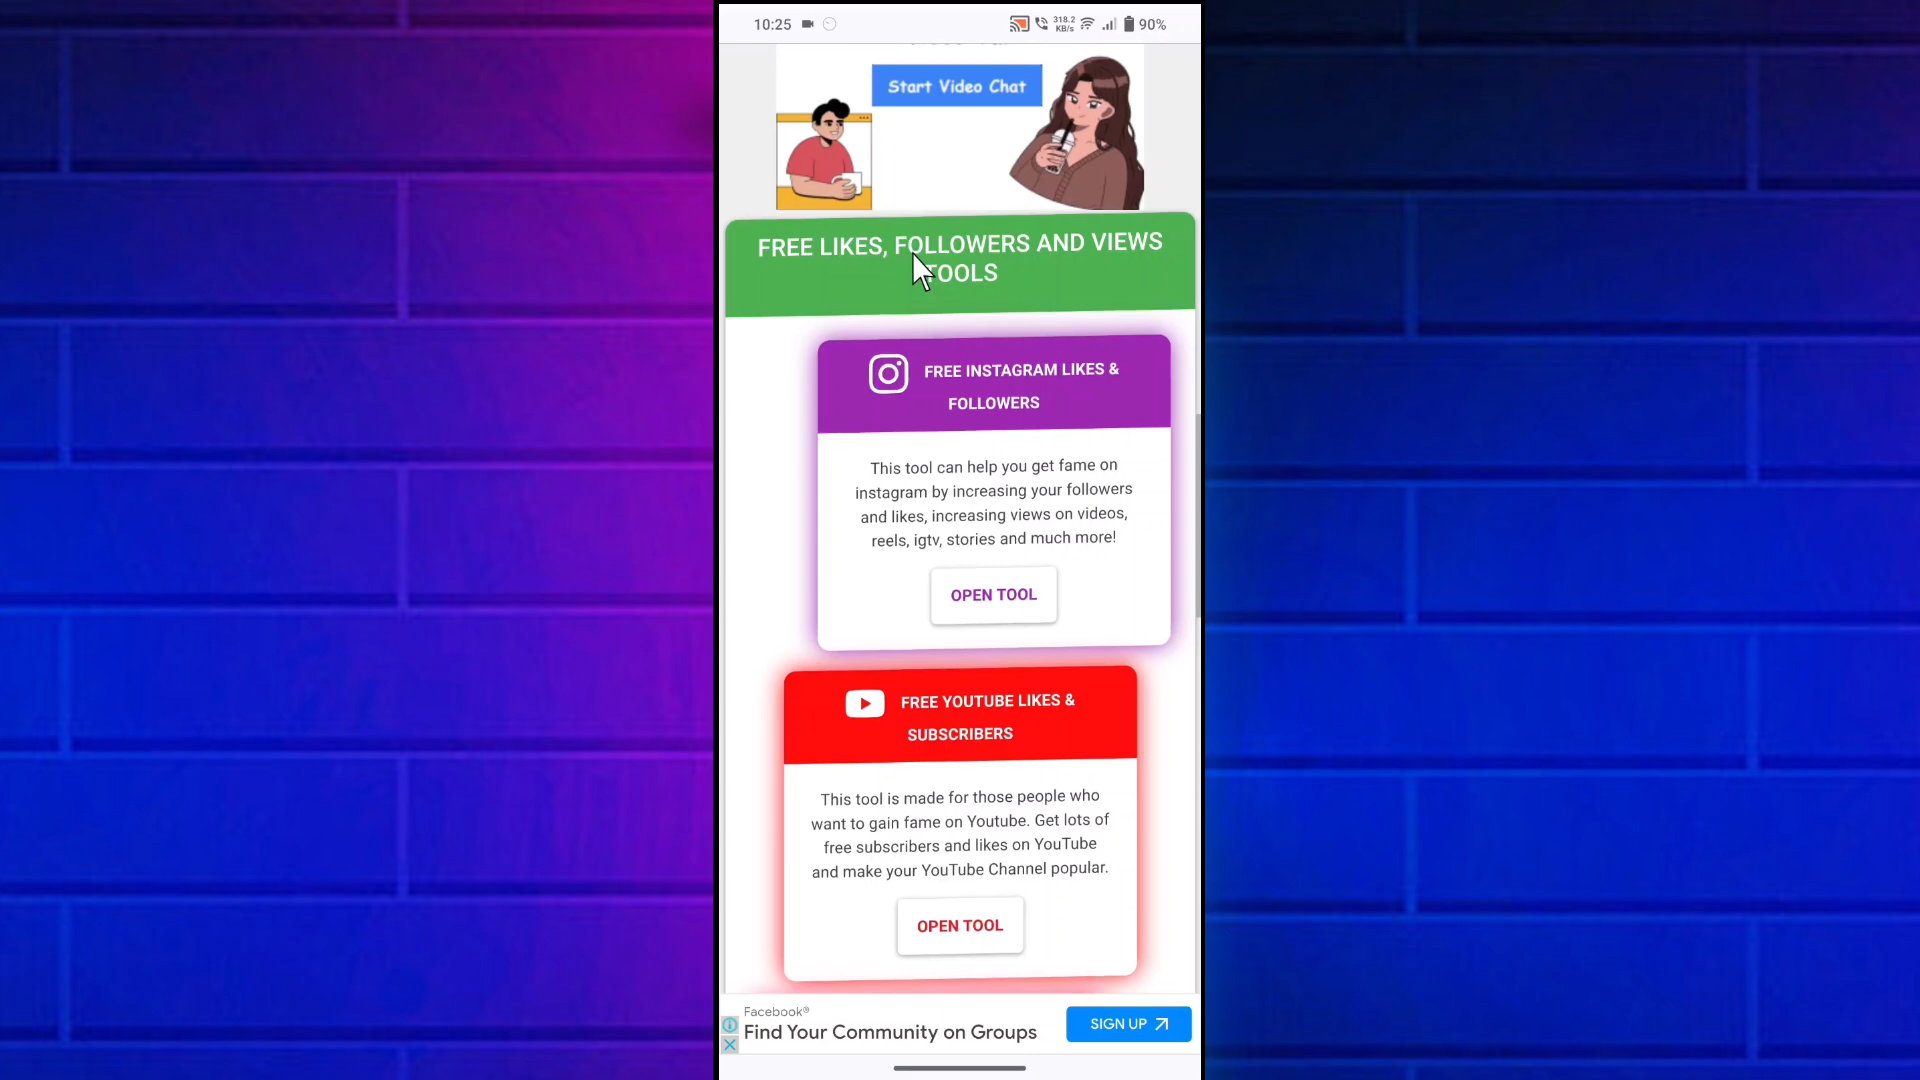 10:25
318.2
KB/s
90%
Start Video Chat
FREE LIKES, FOLLOWERS AND VIEWS
TOOLS
FREE INSTAGRAM LIKES &
FOLLOWERS
This tool can help you get fame on
instagram by increasing your followers
and likes, increasing views on videos,
reels, igtv, stories and much more!
OPEN TOOL
FREE YOUTUBE LIKES &
SUBSCRIBERS
This tool is made for those people who
want to gain fame on Youtube. Get lots of
free subscribers and likes on YouTube
and make your YouTube Channel popular.
OPEN TOOL
Facebook®
Find Your Community on Groups
SIGN UP